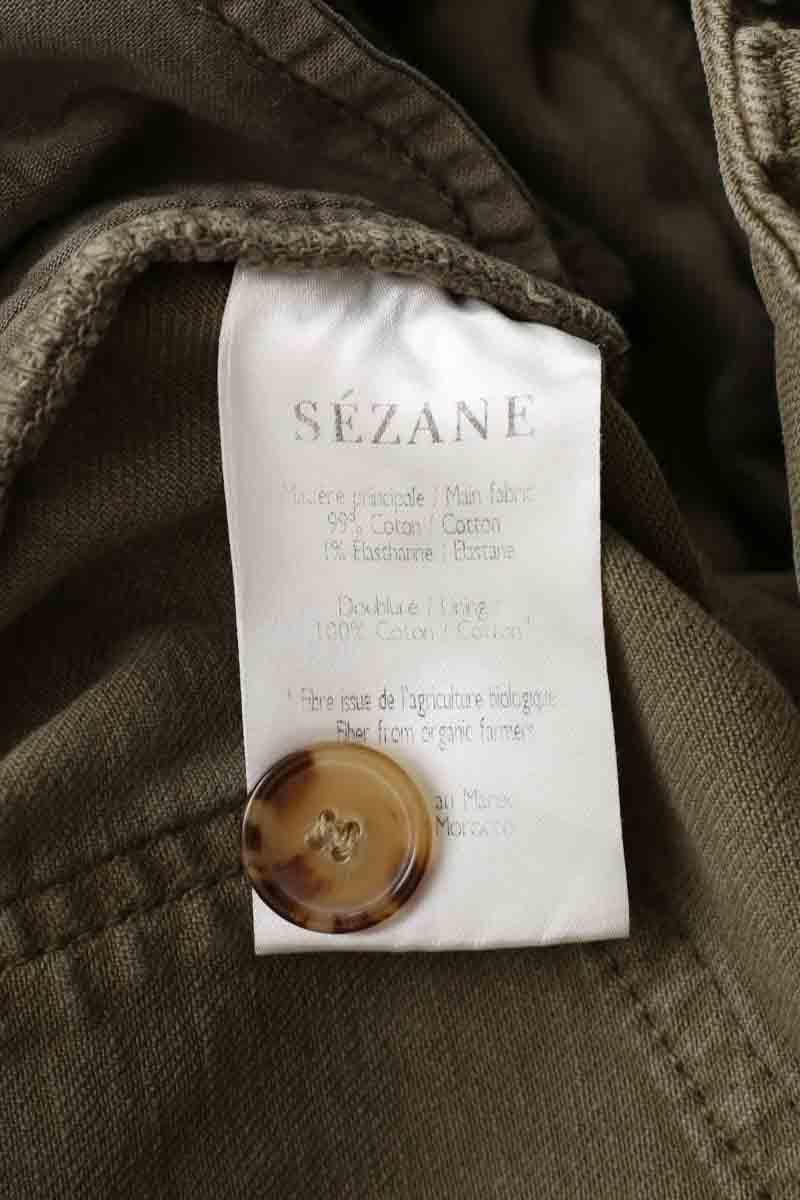 SÉZANE
Matière principale / Main fabric
99% Coton / Cotton
1% Elasthanne / Elastane
Doublure / Lining
100% Coton / Cotton*
* Fibre issue de l'agriculture biologique
Fiber from organic farmers
au Maroc
Morocco